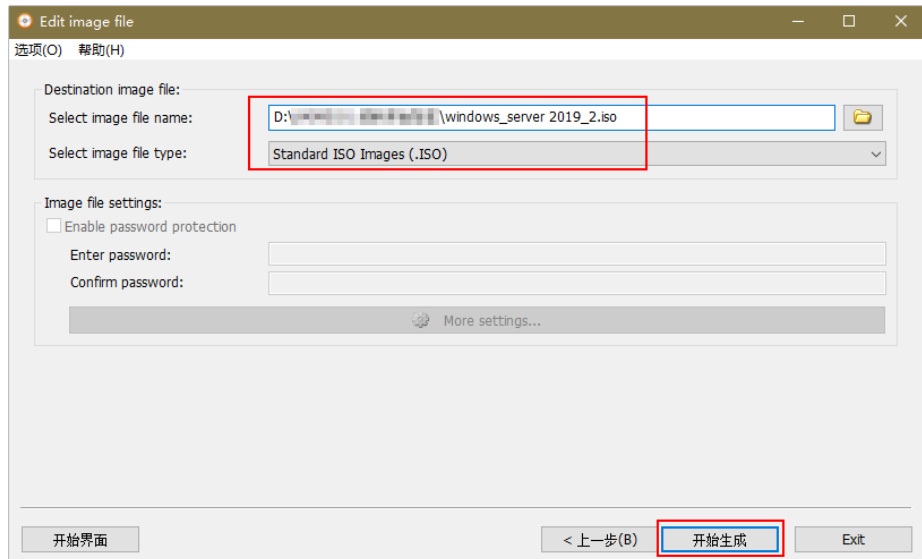 Edit image file
选项(O) 帮助(H)
Destination image file:
Select image file name: D:\ \windows_server 2019_2.iso
Select image file type: Standard ISO Images (.ISO)
Image file settings:
Enable password protection
Enter password:
Confirm password:
More settings...
开始界面 < 上一步(B) 开始生成 Exit